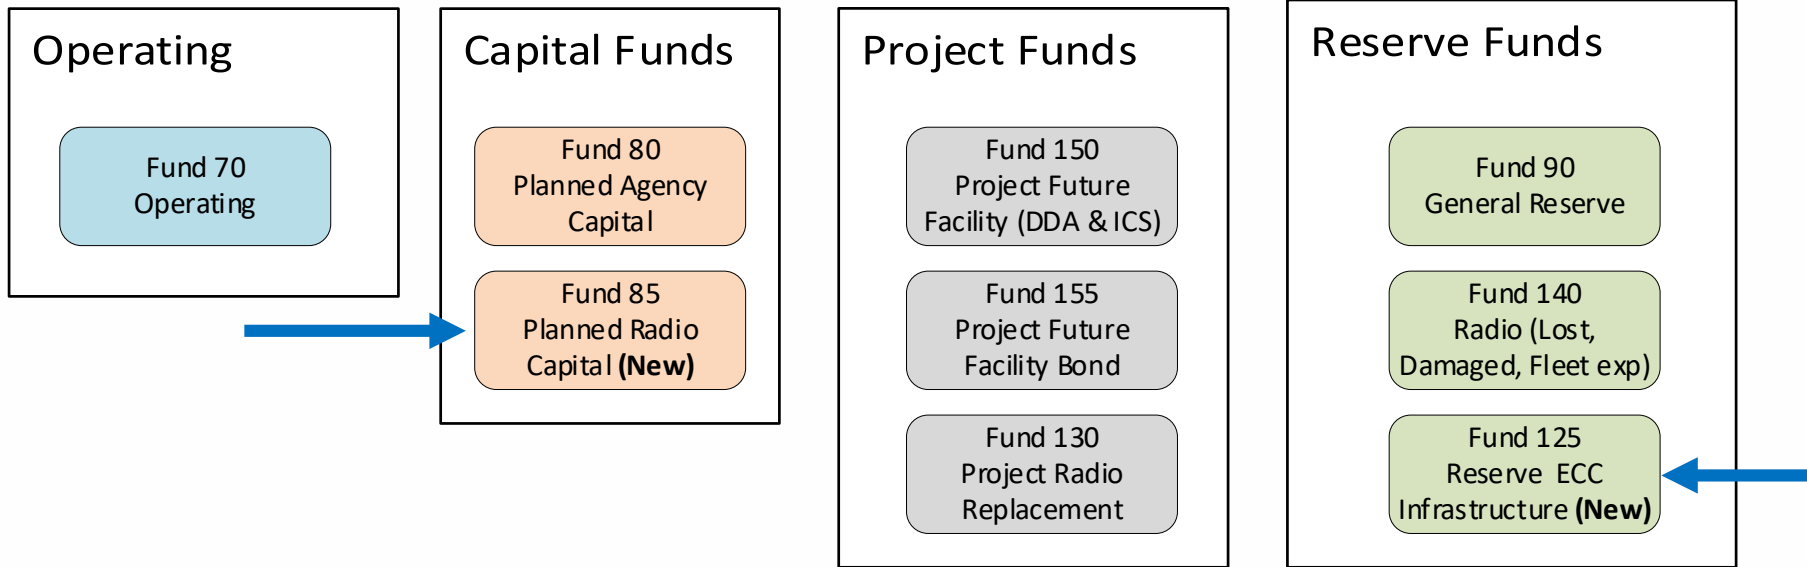 Operating
Fund 70
Operating
Capital Funds
Fund 80
Planned Agency
Capital
Fund 85
Planned Radio
Capital (New)
Project Funds
Fund 150
Project Future
Facility (DDA & ICS)
Fund 155
Project Future
Facility Bond
Fund 130
Project Radio
Replacement
Reserve Funds
Fund 90
General Reserve
Fund 140
Radio (Lost,
Damaged, Fleet exp)
Fund 125
Reserve ECC
Infrastructure (New)